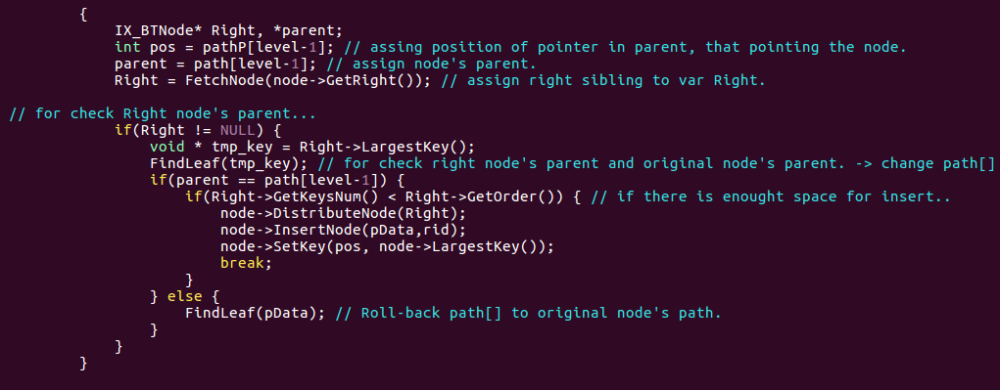 {
IX_BTNode* Right, *parent;
int pos = pathP[level-1]; // assing position of pointer in parent, that pointing the node.
parent = path[level-1]; // assign node's parent.
Right = FetchNode(node->GetRight()); // assign right sibling to var Right.
// for check Right node's parent...
if(Right != NULL) {
void * tmp_key = Right->LargestKey();
FindLeaf(tmp_key); // for check right node's parent and original node's parent. -> change path[]
if(parent == path[level-1]) {
if(Right->GetKeysNum() < Right->GetOrder()) { // if there is enought space for insert..
node->DistributeNode(Right);
node->InsertNode(pData,rid);
node->SetKey(pos, node->LargestKey());
break;
}
} else {
FindLeaf(pData); // Roll-back path[] to original node's path.
}
}
}